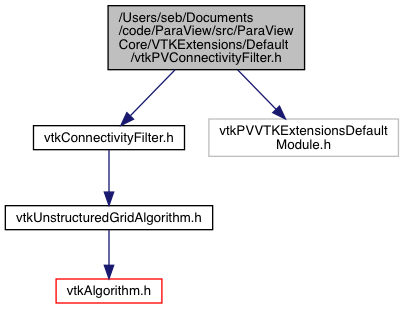 /Users/seb/Documents
/code/ParaView/src/ParaView
Core/VTKExtensions/Default
/vtkPVConnectivityFilter.h
vtkConnectivityFilter.h
vtkPVVTKExtensionsDefault
Module.h
vtkUnstructuredGridAlgorithm.h
vtkAlgorithm.h